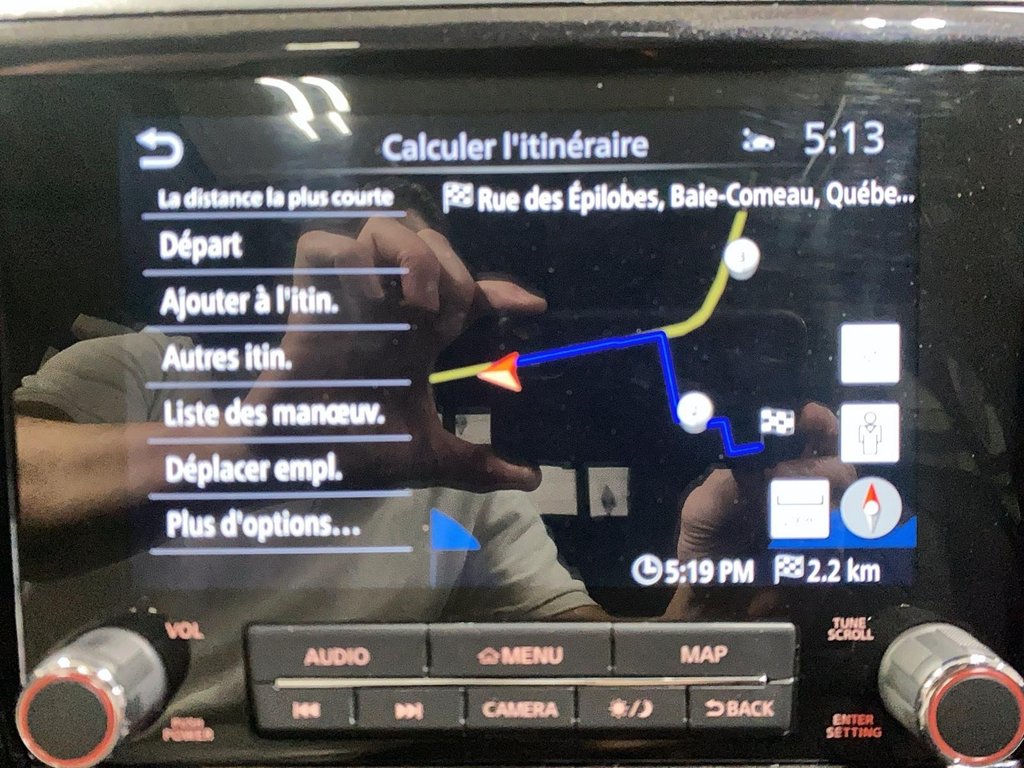 Calculer l'itinéraire
5:13
La distance la plus courte
Rue des Épilobes, Baie-Comeau, Québe...
Départ
Ajouter à l'itin.
Autres itin.
Liste des manœuv.
Déplacer empl.
Plus d'options...
5:19 PM
2.2 km
VOL
PUSH
POWER
AUDIO
MENU
MAP
CAMERA
BACK
TUNE
SCROLL
ENTER
SETTING